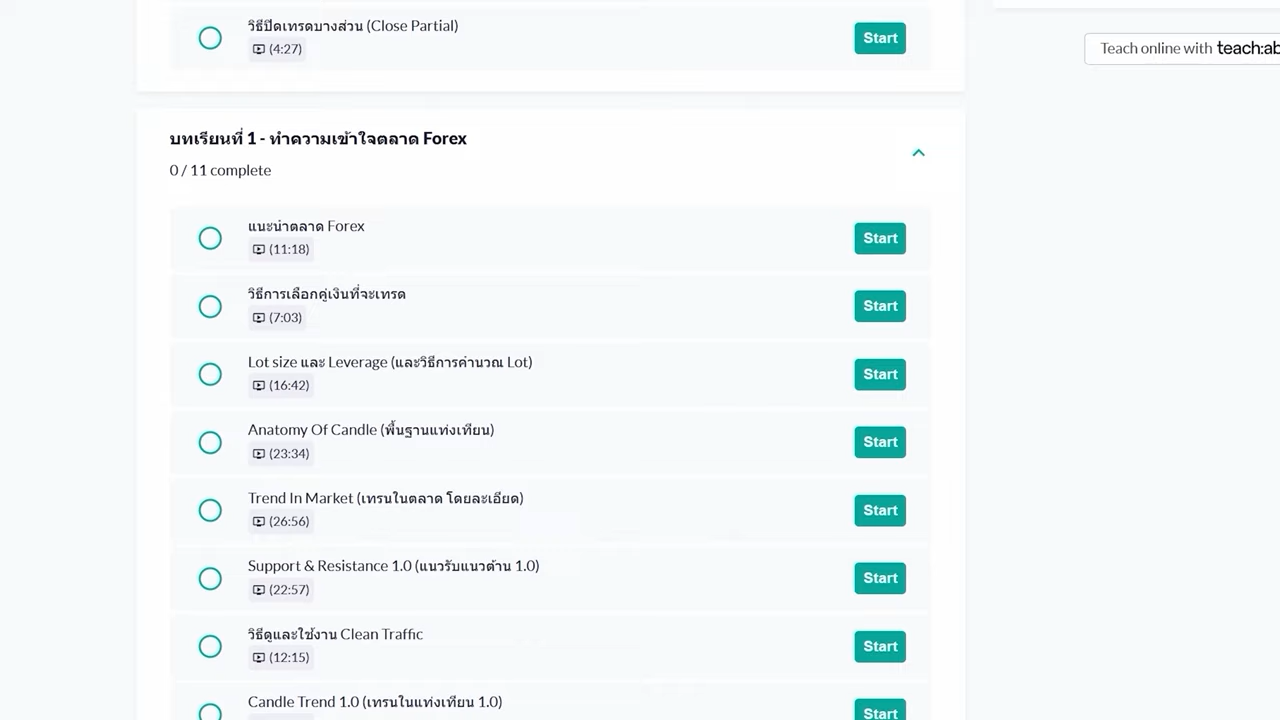 วิธีปิดเทรดบางส่วน (Close Partial)
(4:27)
Start
Teach online with teach:ab
บทเรียนที่ 1 - ทำความเข้าใจตลาด Forex
0 / 11 complete
แนะนำตลาด Forex
(11:18)
Start
วิธีการเลือกคู่เงินที่จะเทรด
(7:03)
Start
Lot size และ Leverage (และวิธีการคำนวณ Lot)
(16:42)
Start
Anatomy Of Candle (พื้นฐานแท่งเทียน)
(23:34)
Start
Trend In Market (เทรนในตลาด โดยละเอียด)
(26:56)
Start
Support & Resistance 1.0 (แนวรับแนวต้าน 1.0)
(22:57)
Start
วิธีดูและใช้งาน Clean Traffic
(12:15)
Start
Candle Trend 1.0 (เทรนในแท่งเทียน 1.0)
Start